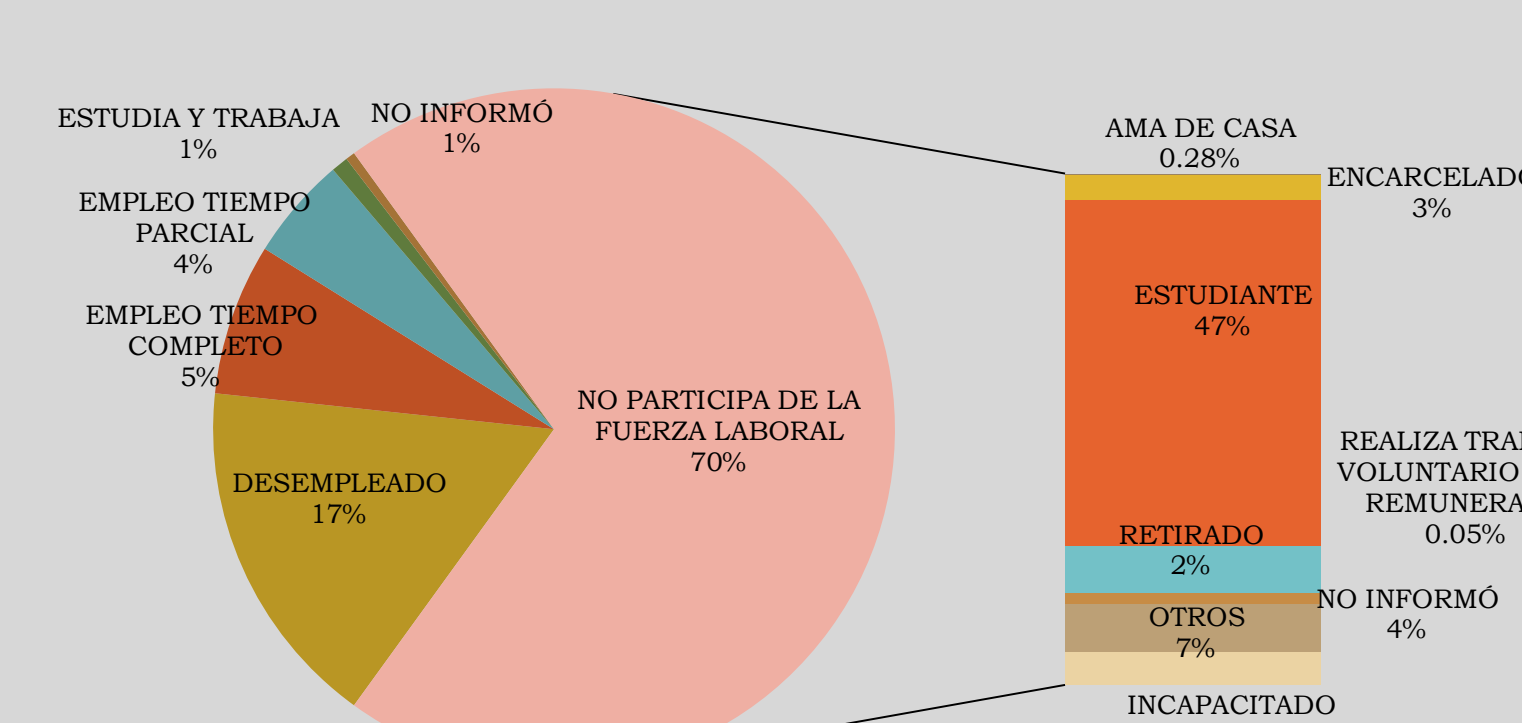 ESTUDIA Y TRABAJA
1%
NO INFORMÓ
1%
EMPLEO TIEMPO
PARCIAL
4%
EMPLEO TIEMPO
COMPLETO
5%
DESEMPLEADO
17%
NO PARTICIPA DE LA
FUERZA LABORAL
70%
AMA DE CASA
0.28%
3%
ESTUDIANTE
47%
REALIZA
VOLUNTARIO
0.05%
RETIRADO
2%
NO INFORMÓ
4%
OTROS
7%
INCAPACITADO